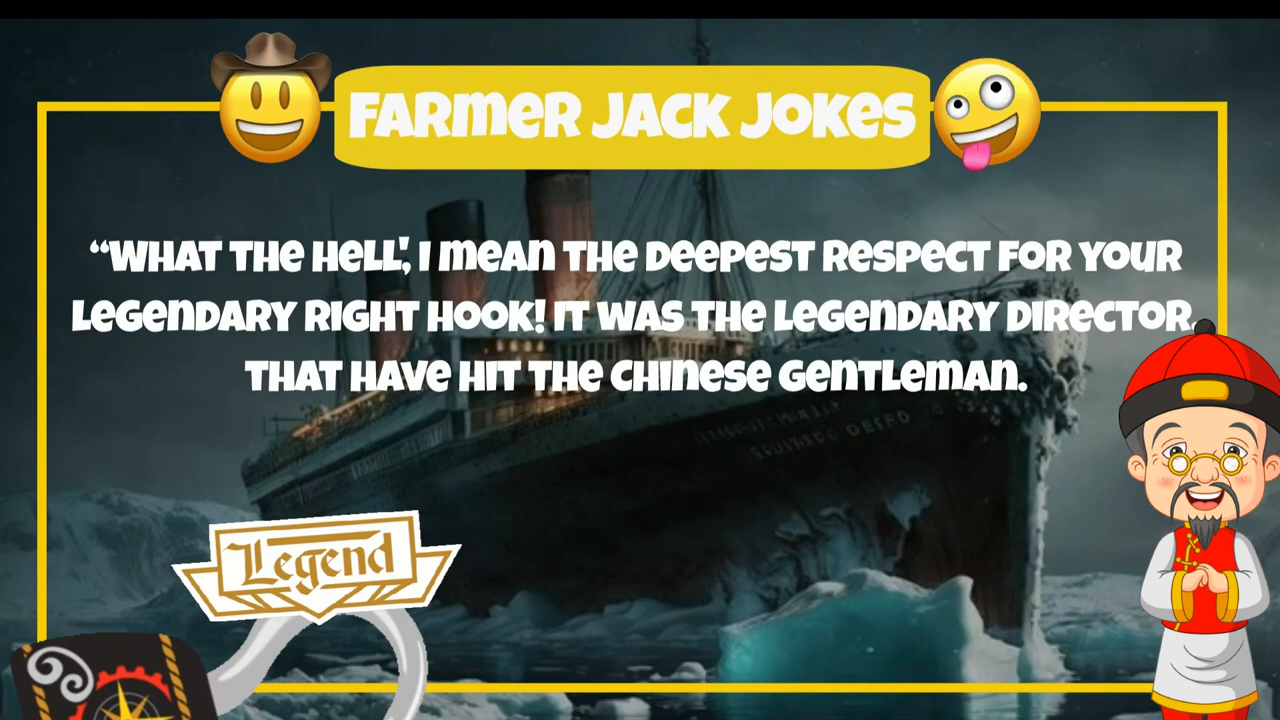 FARMER JACK JOKES
“WHAT THE HELL', I MEAN THE DEEPEST RESPECT FOR YOUR
LEGENDARY RIGHT HOOK! IT WAS THE LEGENDARY DIRECTOR,
THAT HAVE HIT THE CHINESE GENTLEMAN.
Legend